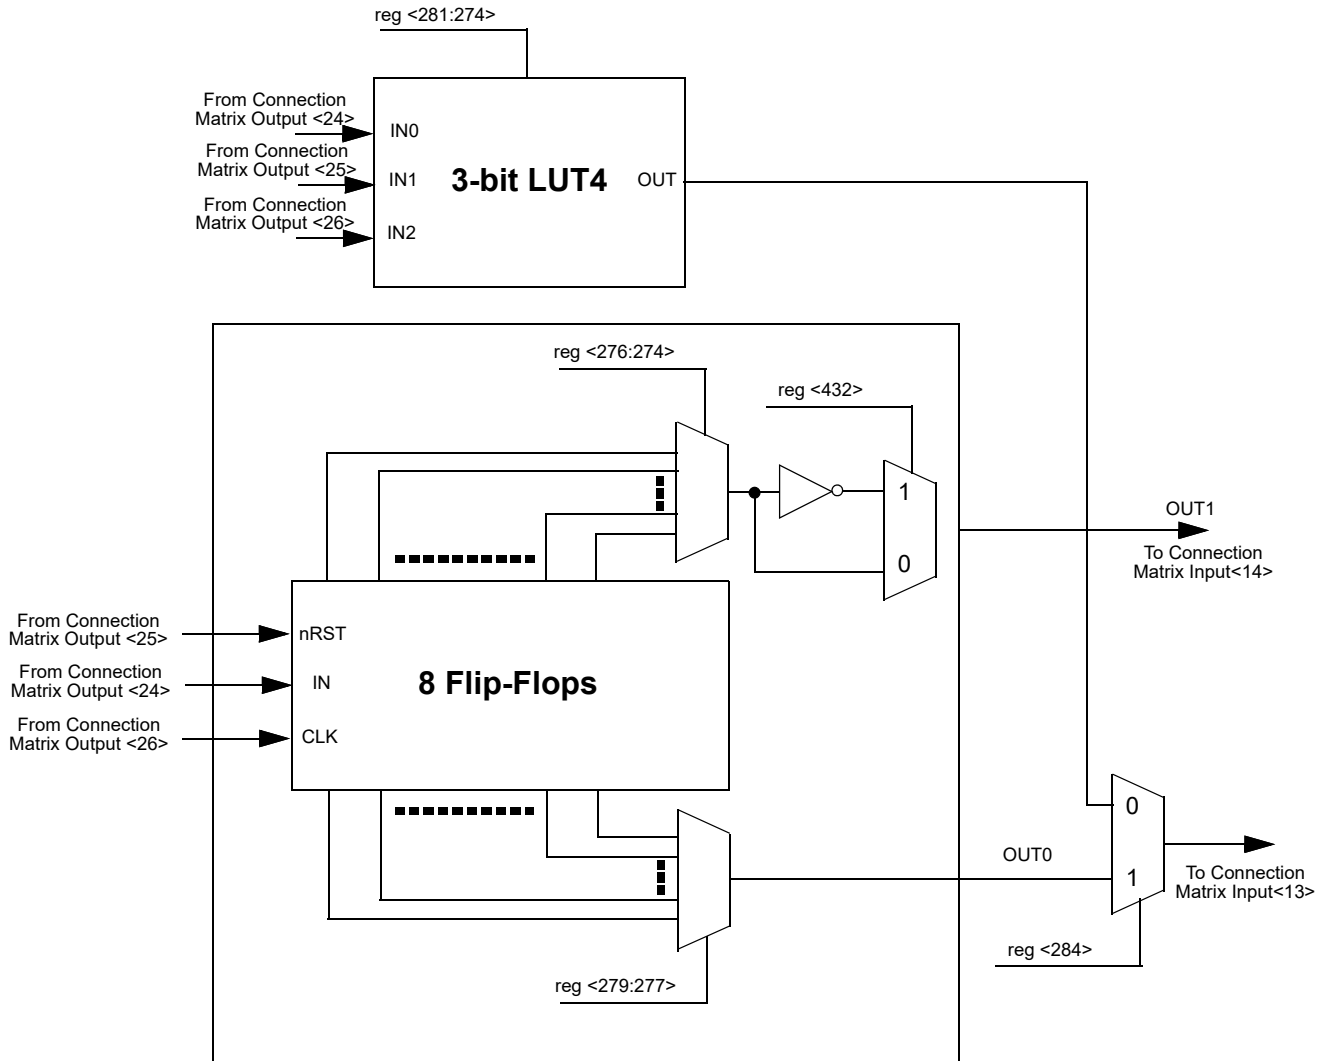 reg <281:274>
From Connection
Matrix Output <24>
IN0
From Connection
Matrix Output <25>
IN1
3-bit LUT4
OUT
From Connection
Matrix Output <26>
IN2
reg <276:274>
reg <432>
1
0
OUT1
To Connection
Matrix Input<14>
From Connection
Matrix Output <25>
nRST
From Connection
Matrix Output <24>
IN
8 Flip-Flops
From Connection
Matrix Output <26>
CLK
0
OUT0
1
To Connection
Matrix Input<13>
reg <284>
reg <279:277>